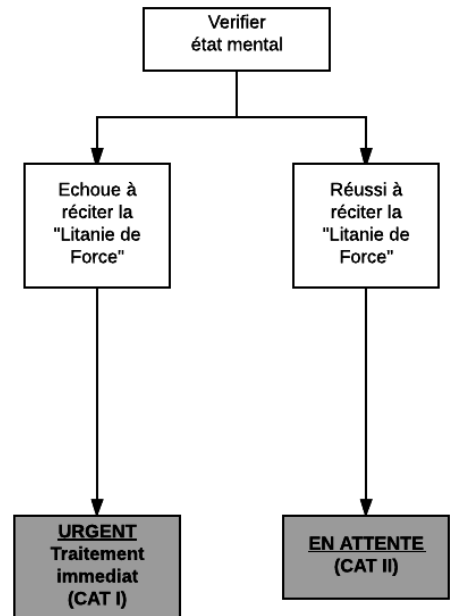 Verifier
état mental
Echoue à
réciter la
"Litanie de
Force"
Réussi à
réciter la
"Litanie de
Force"
URGENT
Traitement
immediat
(CAT I)
EN ATTENTE
(CAT II)